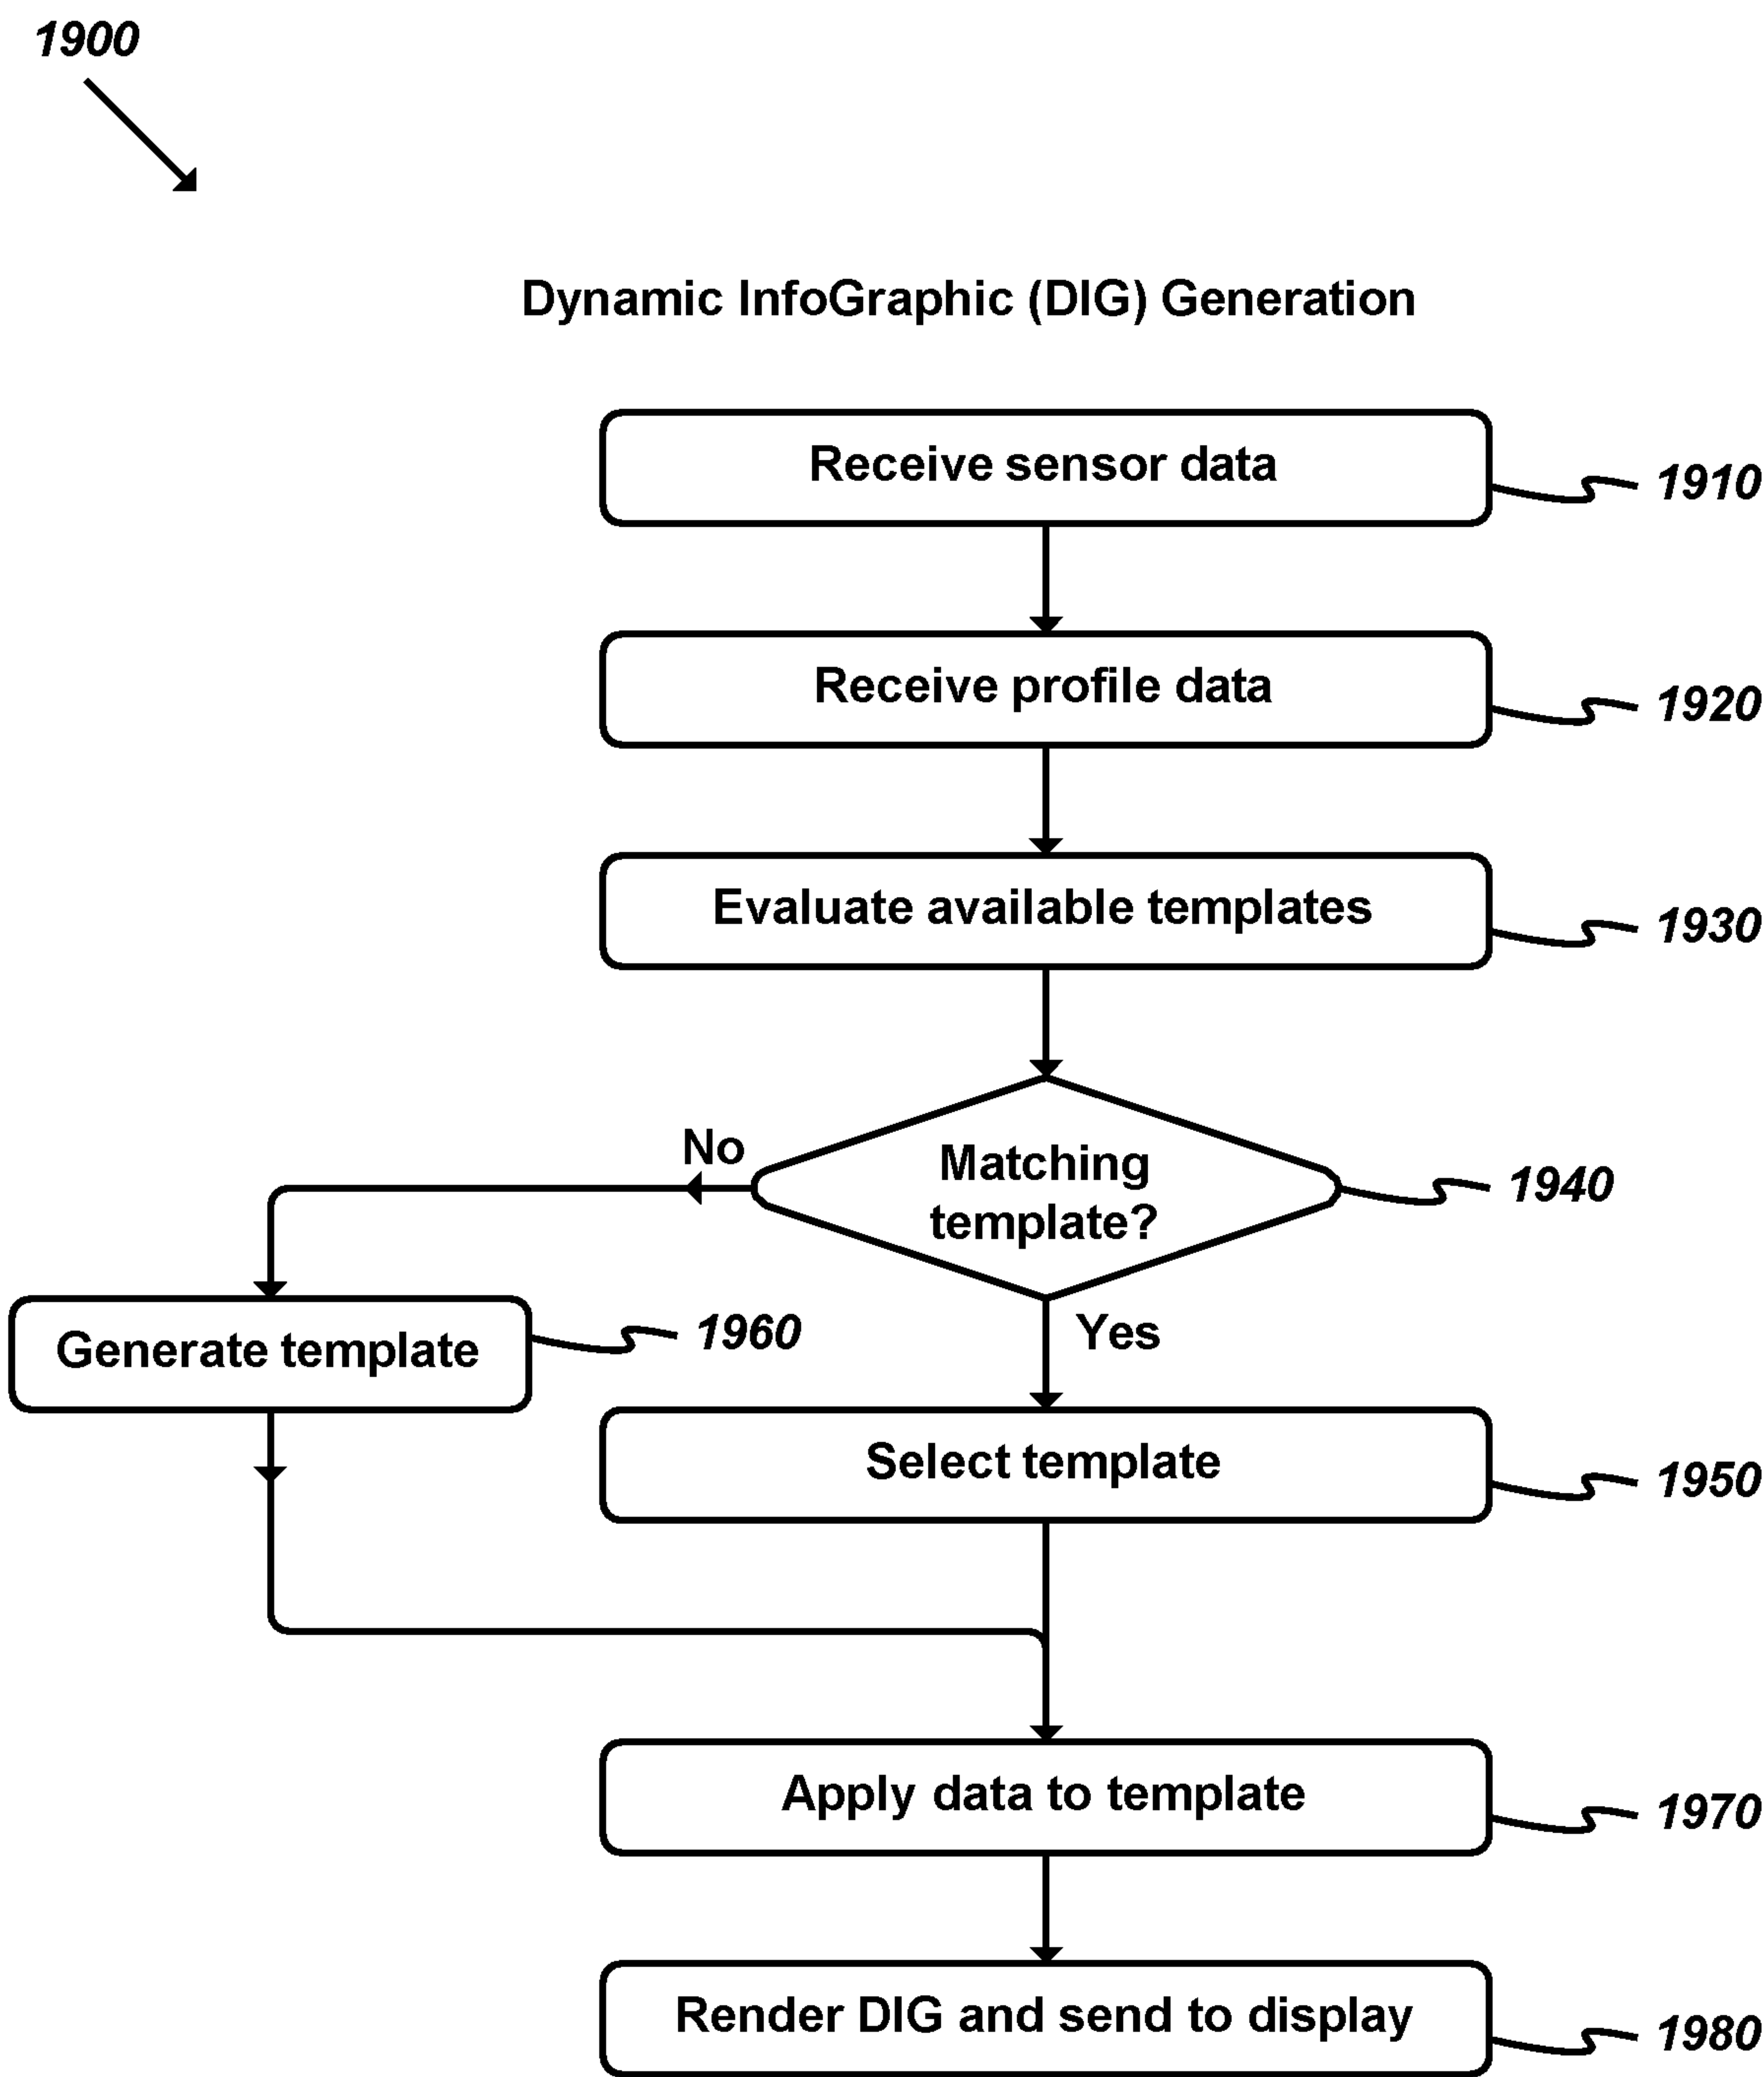 1900
Dynamic InfoGraphic (DIG) Generation
Receive sensor data
1910
Receive profile data
1920
Evaluate available templates
1930
No
Matching
template?
1940
Generate template
1960
Yes
Select template
1950
Apply data to template
1970
Render DIG and send to display
1980